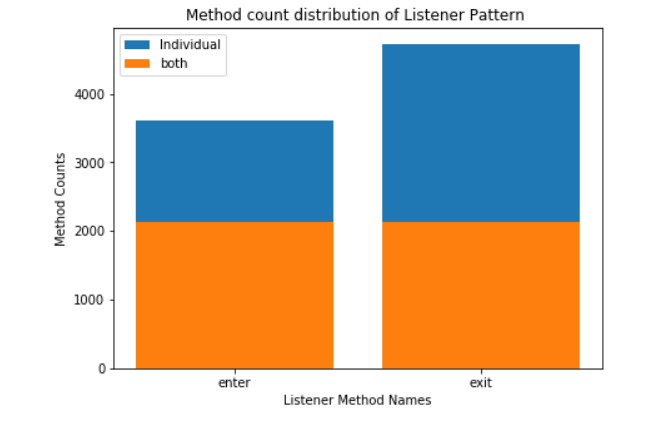 Method count distribution of Listener Pattern
Individual
both
Method Counts
4000
3000
2000
1000
0
enter
exit
Listener Method Names